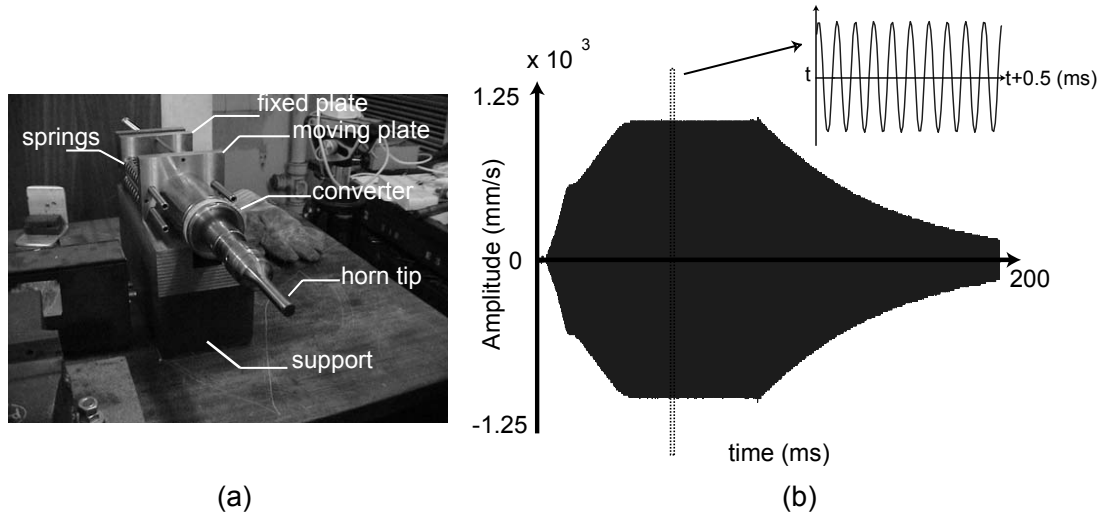 fixed plate
springs
moving plate
converter
horn tip
support
(a)
x 10 3
1.25
0
-1.25
Amplitude (mm/s)
t
t+0.5 (ms)
200
time (ms)
(b)